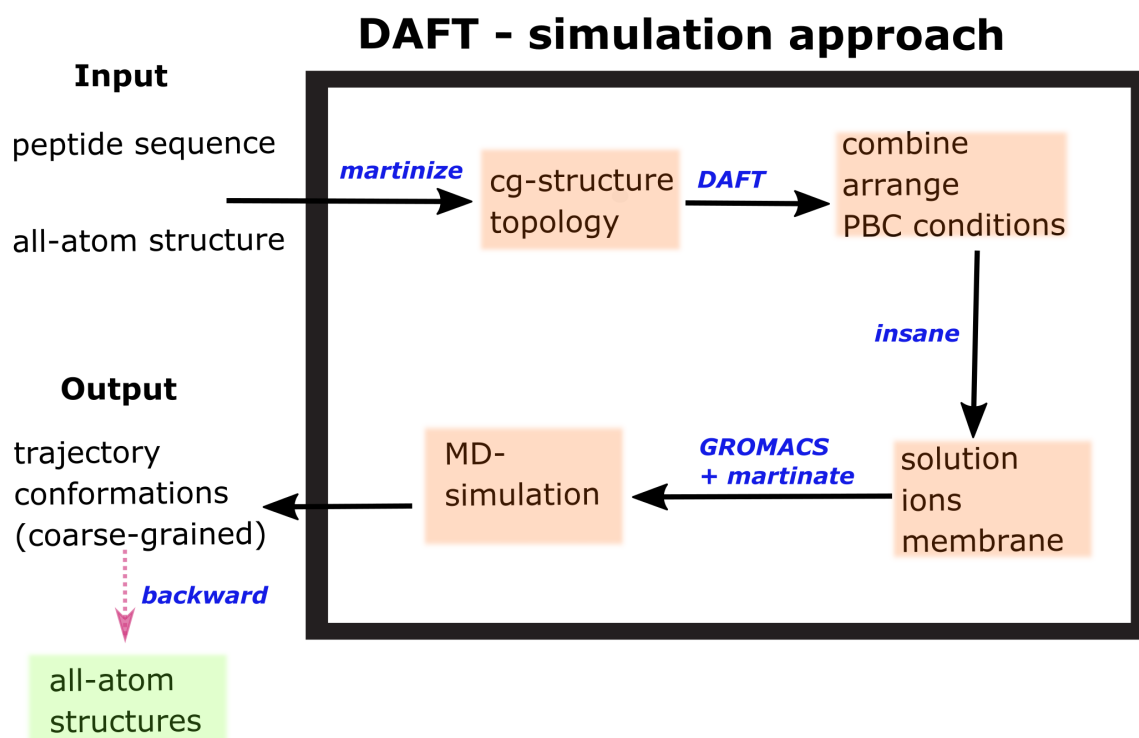 DAFT - simulation approach
Input
peptide sequence
all-atom structure
martinize
cg-structure
topology
DAFT
combine
arrange
PBC conditions
insane
solution
ions
membrane
GROMACS
+ martinate
MD-
simulation
Output
trajectory
conformations
(coarse-grained)
backward
all-atom
structures